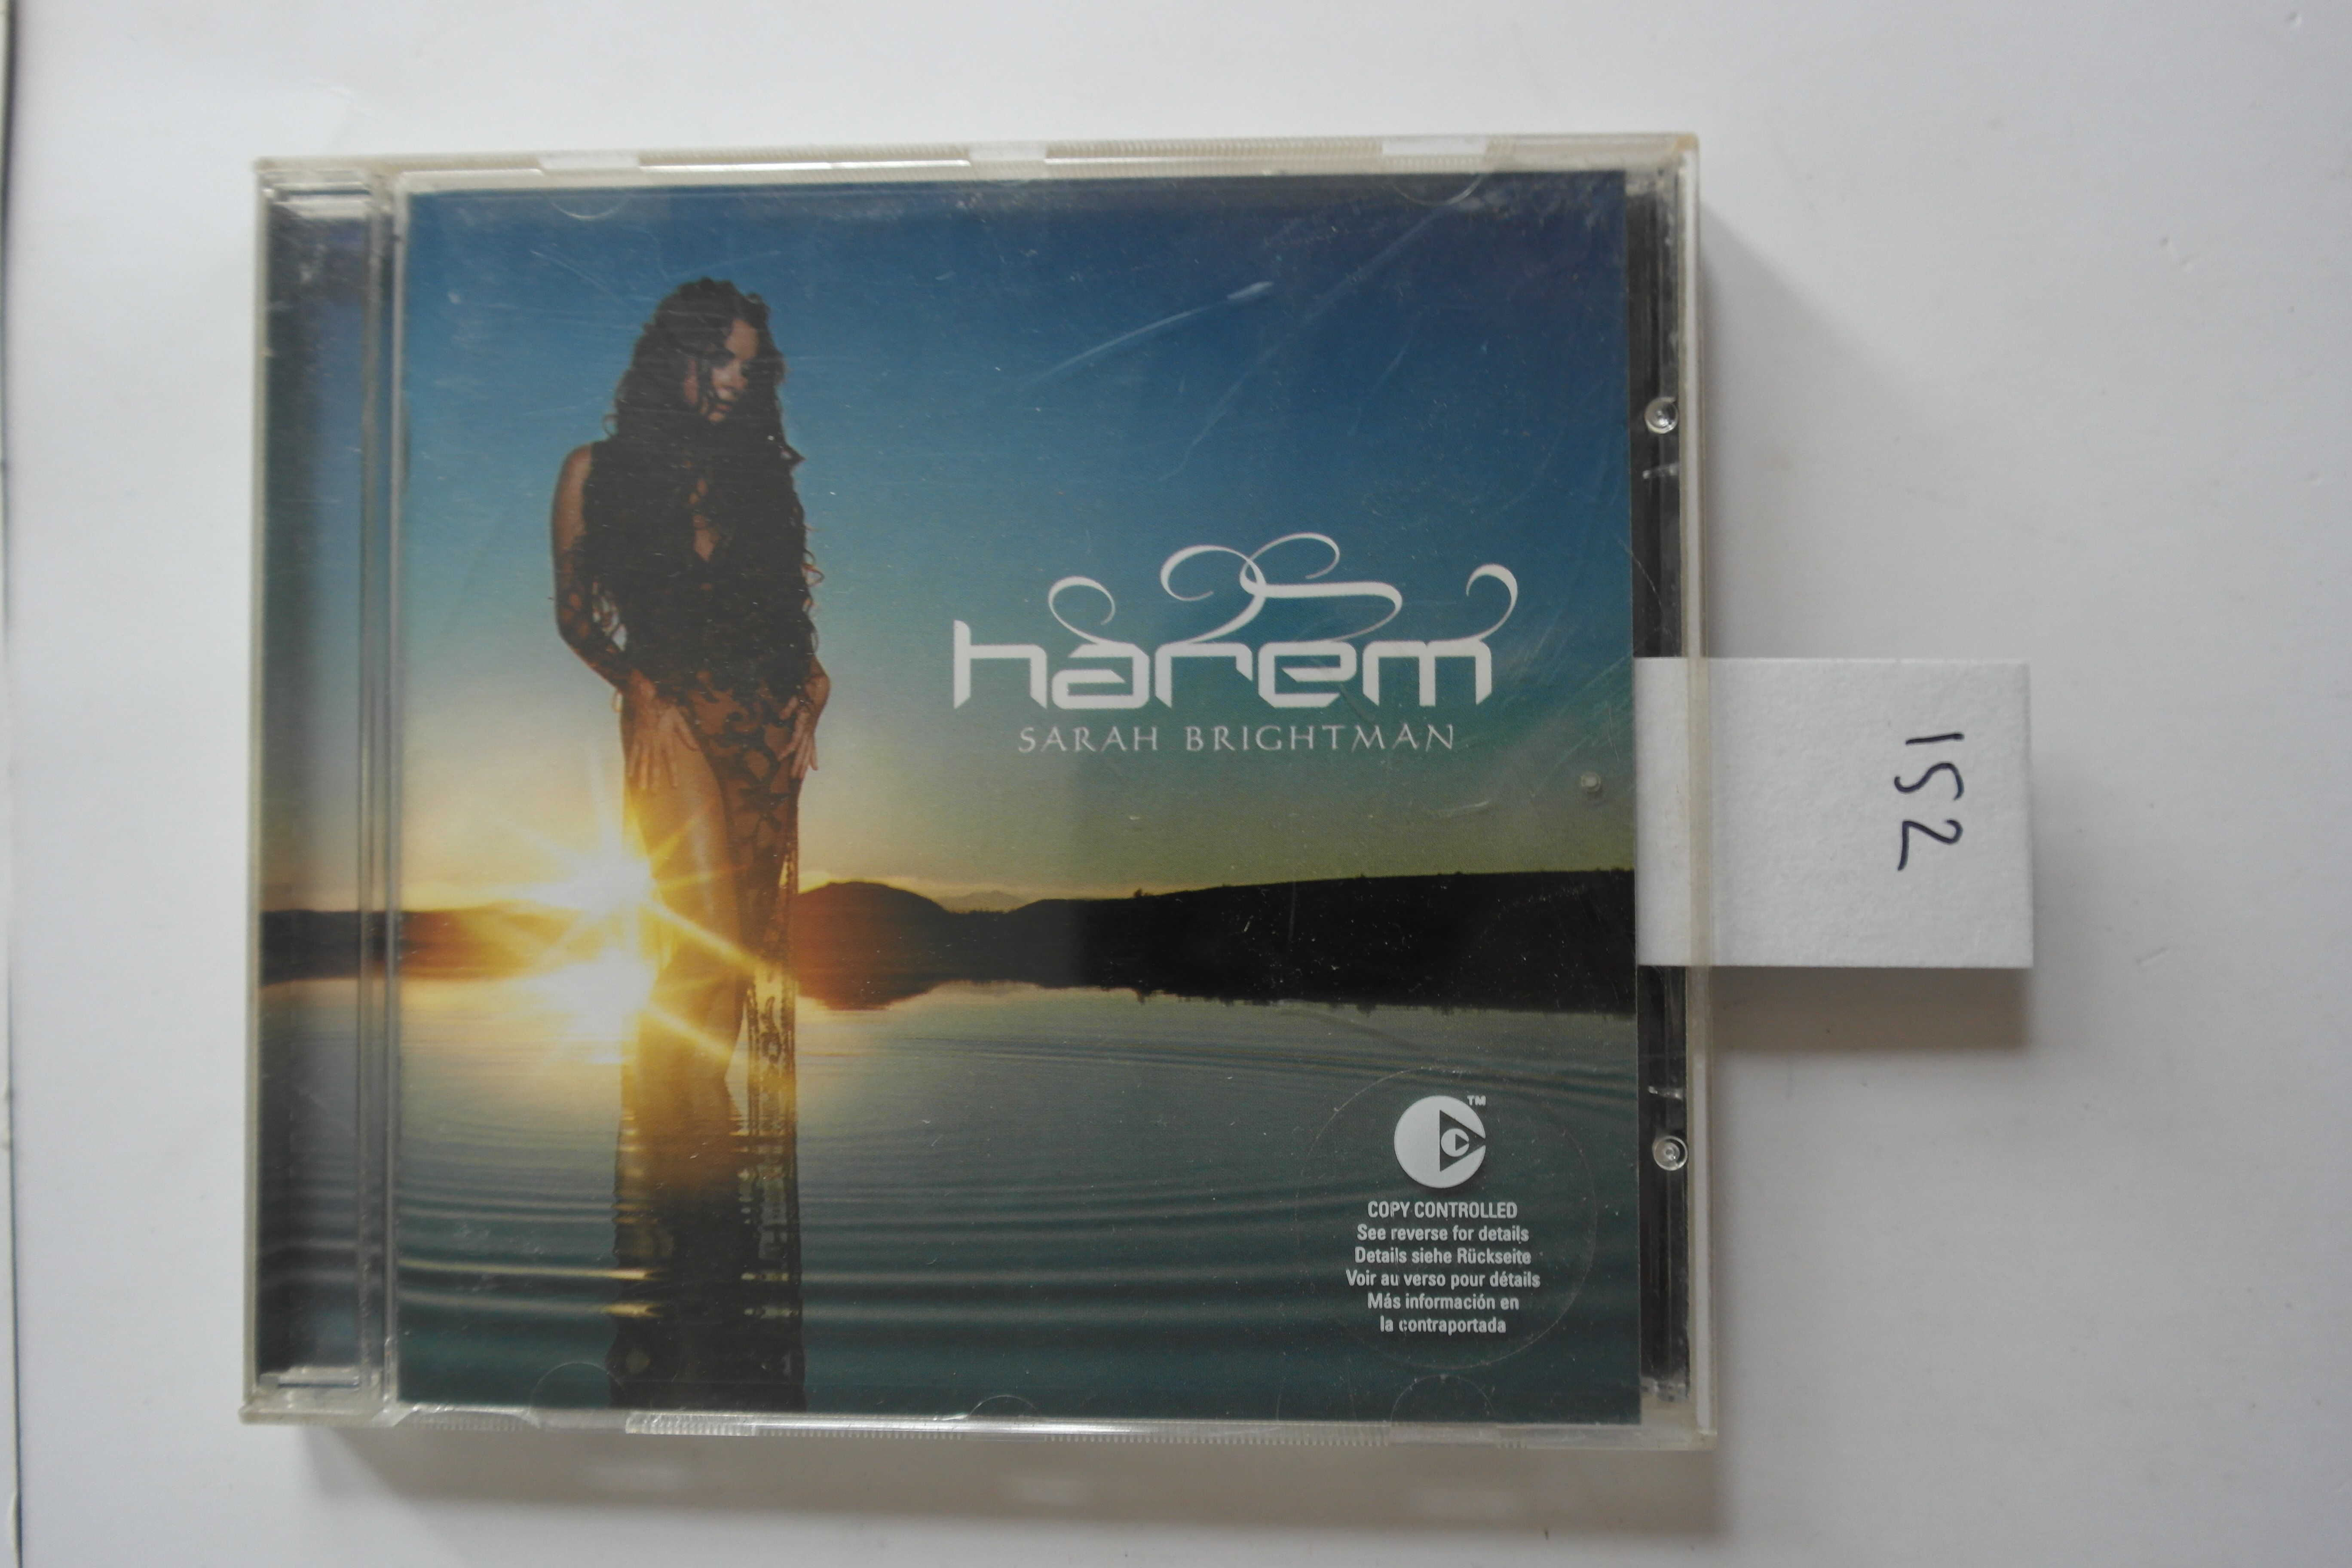 harem
SARAH BRIGHTMAN
152
TM
COPY CONTROLLED
See reverse for details
Details siehe Rückseite
Voir au verso pour détails
Más información en
la contraportada